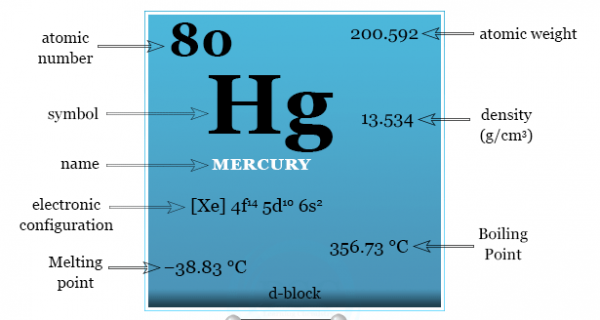 80
200.592
atomic
number
atomic weight
Hg
symbol
13.534
density
(g/cm³)
name
MERCURY
electronic
configuration
[Xe] 4f¹⁴ 5d¹⁰ 6s²
Boiling
Point
356.73 °C
Melting
point
–38.83 °C
d-block